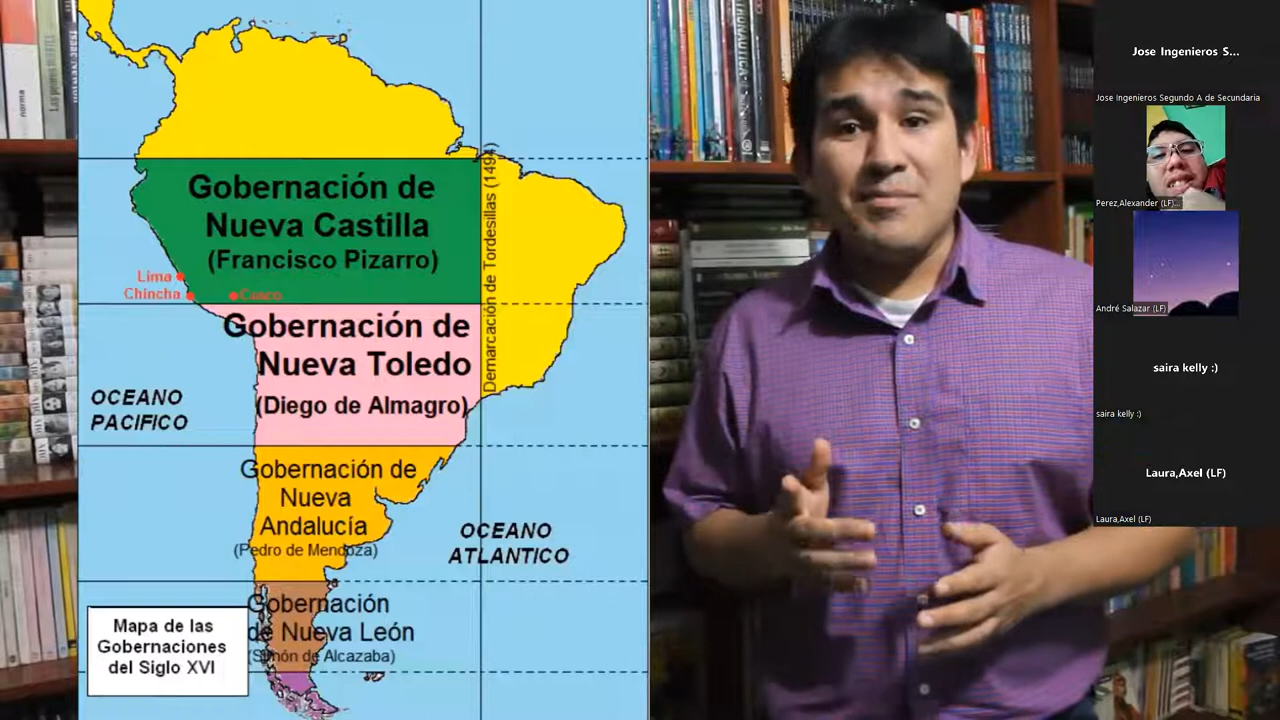 norma
Gobernación de
Nueva Castilla
(Francisco Pizarro)
Lima
Chincha
Cusco
Demarcación de Tordesillas (1494)
Gobernación de
Nueva Toledo
(Diego de Almagro)
OCEANO
PACIFICO
Gobernación de
Nueva
Andalucía
(Pedro de Mendoza)
OCEANO
ATLANTICO
Gobernación
de Nueva León
(Simón de Alcazaba)
Mapa de las
Gobernaciones
del Siglo XVI
Jose Ingenieros S...
Jose Ingenieros Segundo A de Secundaria
Perez,Alexander (LF)...
André Salazar (LF)
saira kelly :)
saira kelly :)
Laura,Axel (LF)
Laura,Axel (LF)